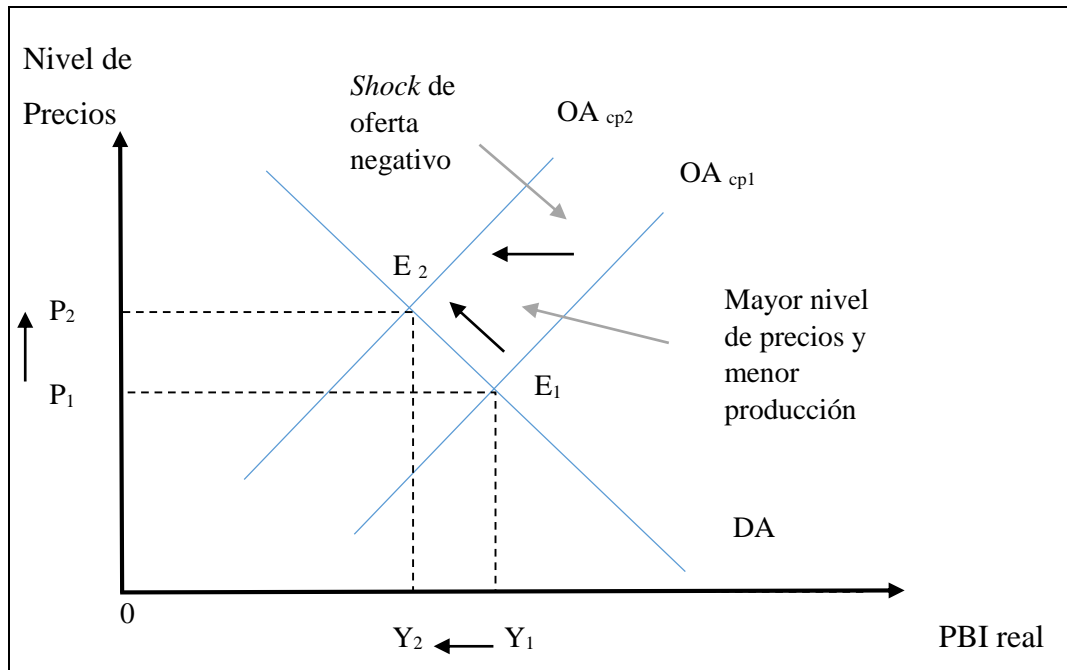 Nivel de
Precios
Shock de
oferta
negativo
OA cp2
OA cp1
E 2
P2
Mayor nivel
de precios y
menor
producción
P1
E1
DA
0
Y2
Y1
PBI real